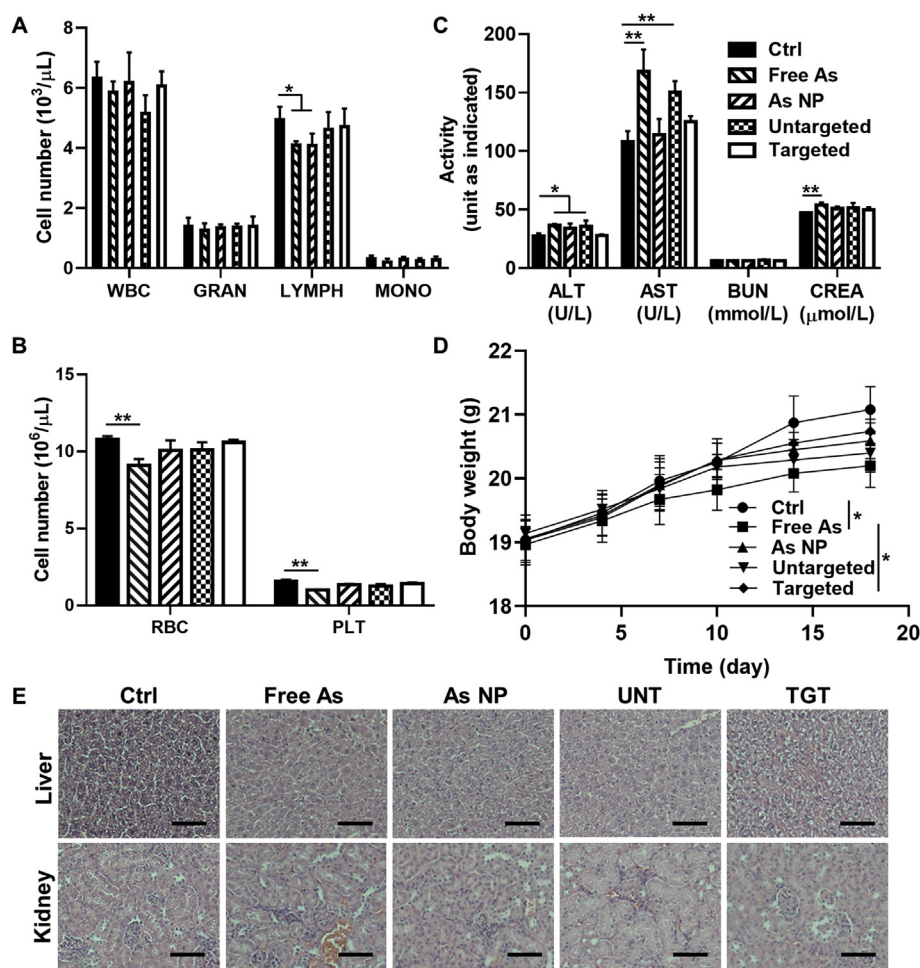 A
8
6
4
2
0
Cell number (10³/μL)
*
WBC GRAN LYMPH MONO
B
15
10
5
0
Cell number (10⁶/μL)
**
**
RBC PLT
C
200
150
100
50
0
Activity
(unit as indicated)
**
**
*
**
Ctrl
Free As
As NP
Untargeted
Targeted
ALT AST BUN CREA
(U/L) (U/L) (mmol/L) (μmol/L)
D
22
21
20
19
18
Body weight (g)
Ctrl
Free As
As NP
Untargeted
Targeted
*
*
0 5 10 15 20
Time (day)
E
Ctrl Free As As NP UNT TGT
Liver
Kidney